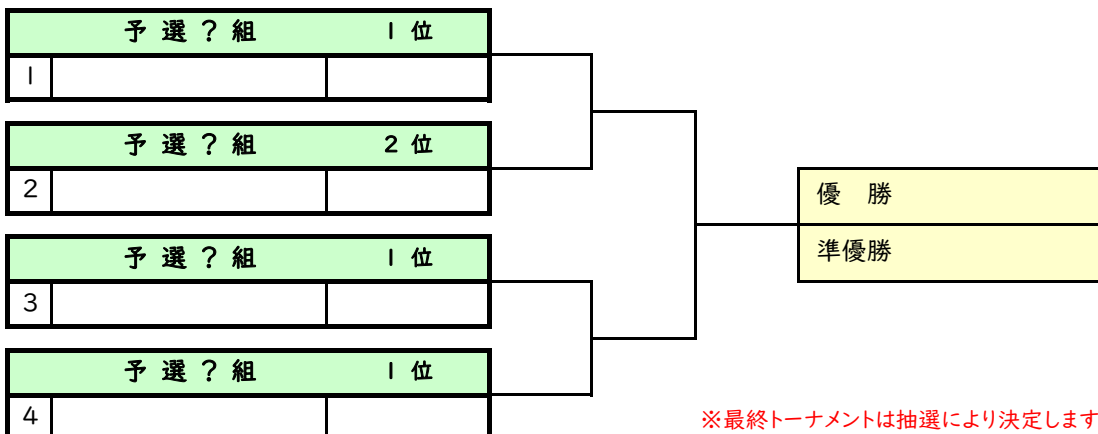 予選？組 1位
1
予選？組 2位
2
優　勝
準優勝
予選？組 1位
3
予選？組 1位
4
※最終トーナメントは抽選により決定します